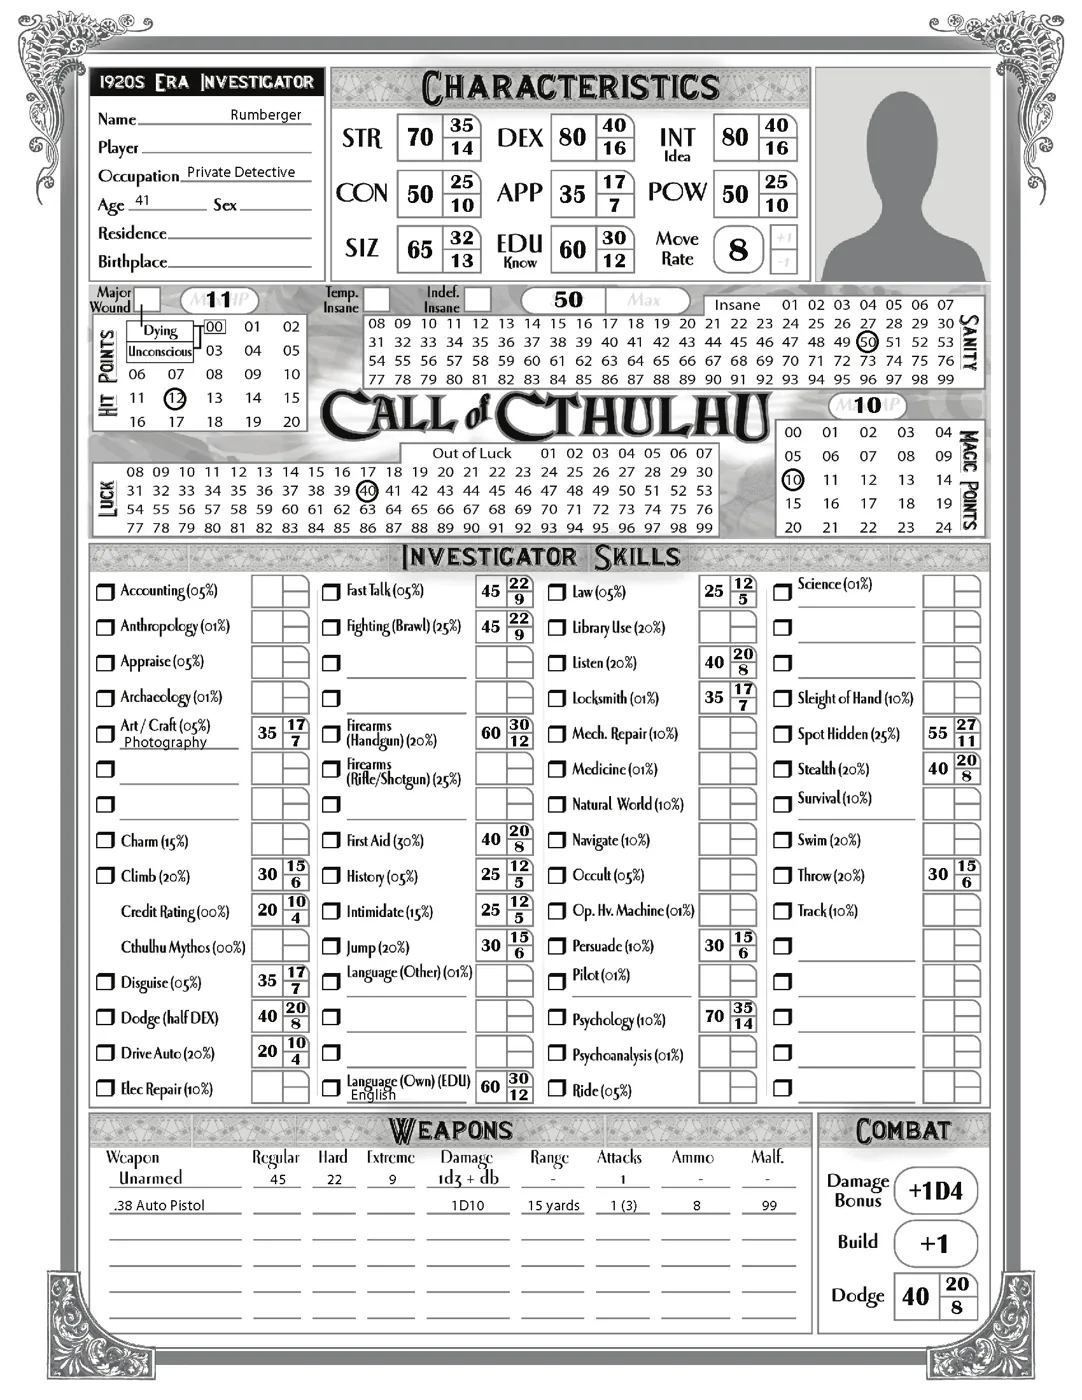 1920s Era Investigator
Name Rumberger
Player
Occupation Private Detective
Age 41 Sex
Residence
Birthplace
Characteristics
STR 70 35 14 DEX 80 40 16 INT Idea 80 40 16
CON 50 25 10 APP 35 17 7 POW 50 25 10
SIZ 65 32 13 EDU Know 60 30 12 Move Rate 8 +1 -1
Major Wound 11
Temp. Insane Indef. Insane 50 Max
Hit Points
Dying 00 01 02
Unconscious 03 04 05
06 07 08 09 10
11 12 13 14 15
16 17 18 19 20
Sanity
Insane 01 02 03 04 05 06 07
08 09 10 11 12 13 14 15 16 17 18 19 20 21 22 23 24 25 26 27 28 29 30
31 32 33 34 35 36 37 38 39 40 41 42 43 44 45 46 47 48 49 50 51 52 53
54 55 56 57 58 59 60 61 62 63 64 65 66 67 68 69 70 71 72 73 74 75 76
77 78 79 80 81 82 83 84 85 86 87 88 89 90 91 92 93 94 95 96 97 98 99
Call of Cthulhu
Luck
Out of Luck 01 02 03 04 05 06 07
08 09 10 11 12 13 14 15 16 17 18 19 20 21 22 23 24 25 26 27 28 29 30
31 32 33 34 35 36 37 38 39 40 41 42 43 44 45 46 47 48 49 50 51 52 53
54 55 56 57 58 59 60 61 62 63 64 65 66 67 68 69 70 71 72 73 74 75 76
77 78 79 80 81 82 83 84 85 86 87 88 89 90 91 92 93 94 95 96 97 98 99
10
Magic Points
00 01 02 03 04
05 06 07 08 09
10 11 12 13 14
15 16 17 18 19
20 21 22 23 24
Investigator Skills
Accounting (05%)
Anthropology (01%)
Appraise (05%)
Archaeology (01%)
Art / Craft (05%) 35 17 7
Photography
Charm (15%)
Climb (20%) 30 15 6
Credit Rating (00%) 20 10 4
Cthulhu Mythos (00%)
Disguise (05%) 35 17 7
Dodge (half DEX) 40 20 8
Drive Auto (20%) 20 10 4
Elec Repair (10%)
Fast Talk (05%) 45 22 9
Fighting (Brawl) (25%) 45 22 9
Firearms
(Handgun) (20%) 60 30 12
Firearms
(Rifle/Shotgun) (25%)
First Aid (30%) 40 20 8
History (05%) 25 12 5
Intimidate (15%) 25 12 5
Jump (20%) 30 15 6
Language (Other) (01%)
Language (Own) (EDU) 60 30 12
English
Law (05%) 25 12 5
Library Use (20%)
Listen (20%) 40 20 8
Locksmith (01%) 35 17 7
Mech. Repair (10%)
Medicine (01%)
Natural World (10%)
Navigate (10%)
Occult (05%)
Op. Hv. Machine (01%)
Persuade (10%) 30 15 6
Pilot (01%)
Psychology (10%) 70 35 14
Psychoanalysis (01%)
Ride (05%)
Science (01%)
Sleight of Hand (10%)
Spot Hidden (25%) 55 27 11
Stealth (20%) 40 20 8
Survival (10%)
Swim (20%)
Throw (20%) 30 15 6
Track (10%)
Weapons
Weapon Regular Hard Extreme Damage Range Attacks Ammo Malf.
Unarmed 45 22 9 1d3 + db - 1 - -
.38 Auto Pistol 1D10 15 yards 1 (3) 8 99
Combat
Damage Bonus +1D4
Build +1
Dodge 40 20 8